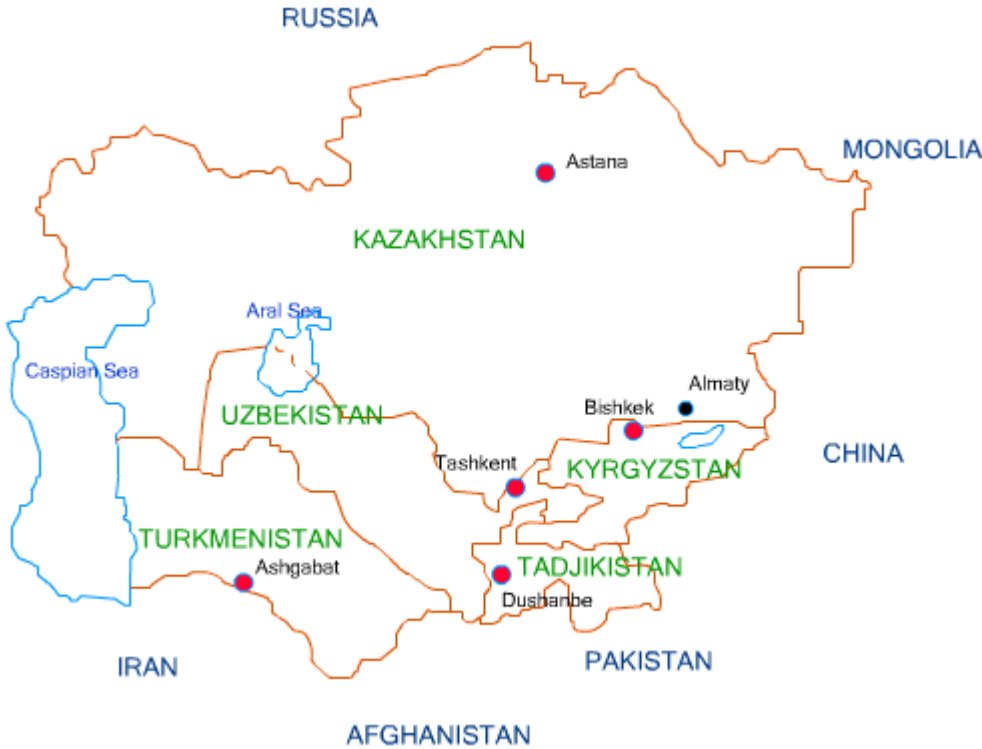 RUSSIA
MONGOLIA
Astana
KAZAKHSTAN
Aral Sea
Caspian Sea
Almaty
Bishkek
UZBEKISTAN
CHINA
Tashkent
KYRGYZSTAN
TURKMENISTAN
Ashgabat
TADJIKISTAN
Dushanbe
IRAN
PAKISTAN
AFGHANISTAN